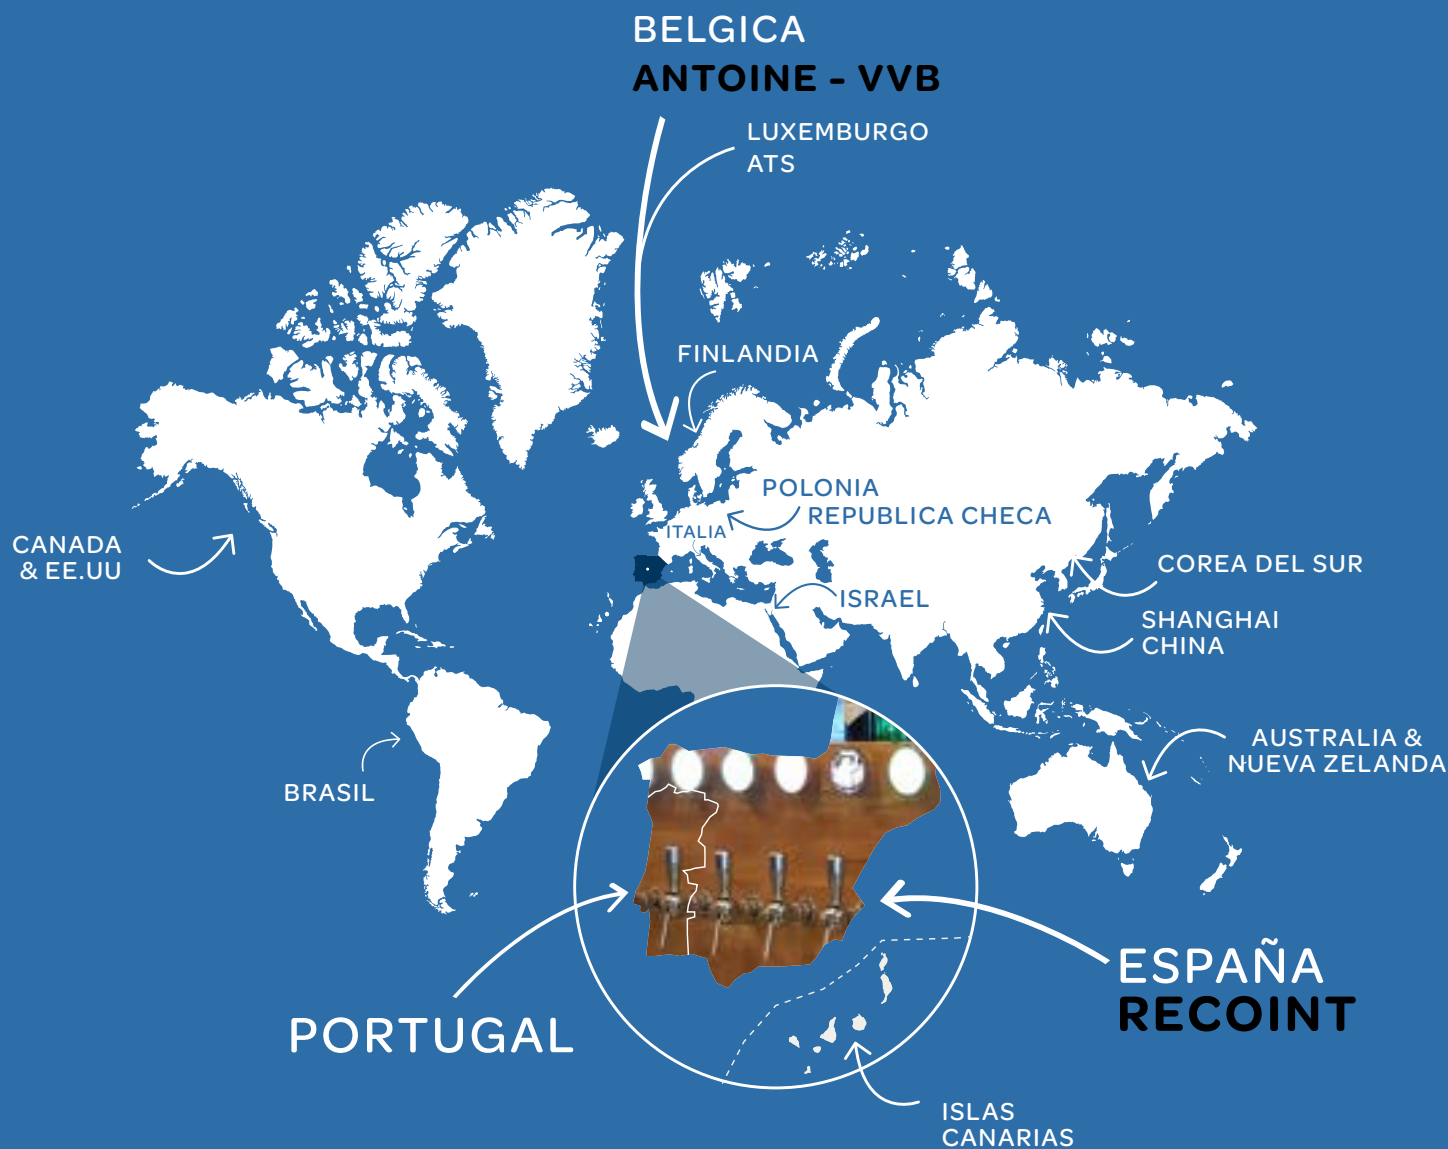 BELGICA
ANTOINE - VVB
LUXEMBURGO
ATS
FINLANDIA
POLONIA
REPUBLICA CHECA
ITALIA
CANADA
& EE.UU
COREA DEL SUR
ISRAEL
SHANGHAI
CHINA
AUSTRALIA &
NUEVA ZELANDA
BRASIL
ESPAÑA
RECOINT
PORTUGAL
ISLAS
CANARIAS